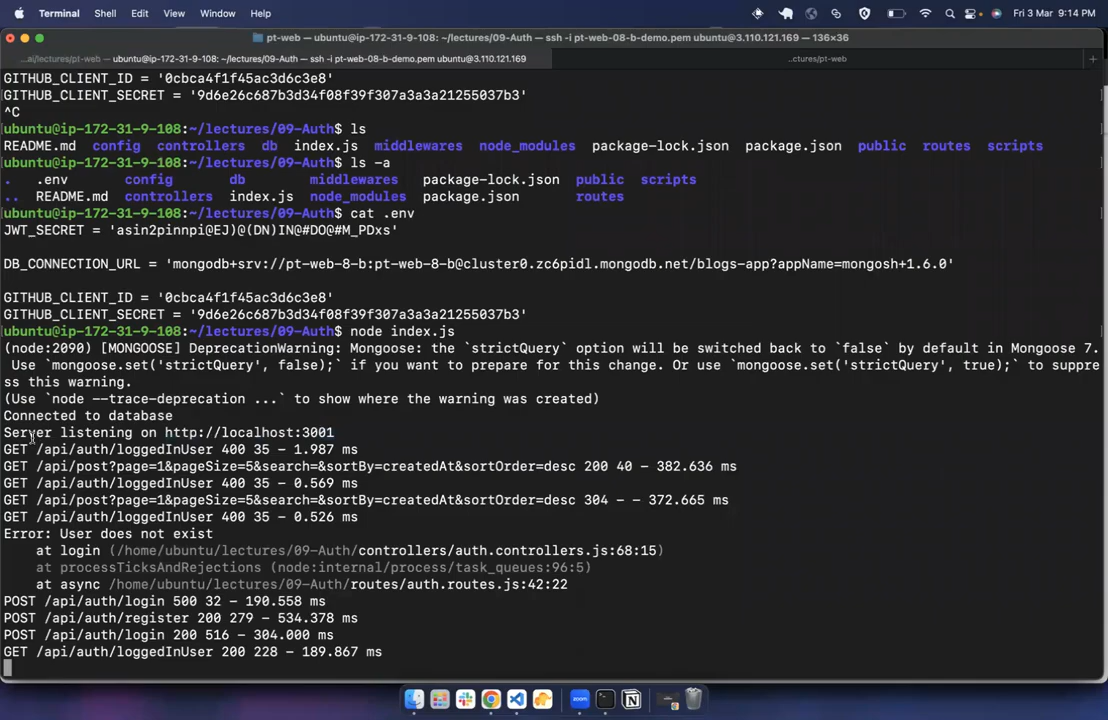 Terminal Shell Edit View Window Help Fri 3 Mar 9:14 PM
pt-web — ubuntu@ip-172-31-9-108: ~/lectures/09-Auth — ssh -i pt-web-08-b-demo.pem ubuntu@3.110.121.169 — 136×36
...ai/lectures/pt-web — ubuntu@ip-172-31-9-108: ~/lectures/09-Auth — ssh -i pt-web-08-b-demo.pem ubuntu@3.110.121.169 ..ctures/pt-web +
GITHUB_CLIENT_ID = '0cbca4f1f45ac3d6c3e8'
GITHUB_CLIENT_SECRET = '9d6e26c687b3d34f08f39f307a3a3a21255037b3'
^C
ubuntu@ip-172-31-9-108:~/lectures/09-Auth$ ls
README.md config controllers db index.js middlewares node_modules package-lock.json package.json public routes scripts
ubuntu@ip-172-31-9-108:~/lectures/09-Auth$ ls -a
. .env config db middlewares package-lock.json public scripts
.. README.md controllers index.js node_modules package.json routes
ubuntu@ip-172-31-9-108:~/lectures/09-Auth$ cat .env
JWT_SECRET = 'asin2pinnpi@EJ)@(DN)IN@#DO@#M_PDxs'
DB_CONNECTION_URL = 'mongodb+srv://pt-web-8-b:pt-web-8-b@cluster0.zc6pidl.mongodb.net/blogs-app?appName=mongosh+1.6.0'
GITHUB_CLIENT_ID = '0cbca4f1f45ac3d6c3e8'
GITHUB_CLIENT_SECRET = '9d6e26c687b3d34f08f39f307a3a3a21255037b3'
ubuntu@ip-172-31-9-108:~/lectures/09-Auth$ node index.js
(node:2090) [MONGOOSE] DeprecationWarning: Mongoose: the `strictQuery` option will be switched back to `false` by default in Mongoose 7.
Use `mongoose.set('strictQuery', false);` if you want to prepare for this change. Or use `mongoose.set('strictQuery', true);` to suppre
ss this warning.
(Use `node --trace-deprecation ...` to show where the warning was created)
Connected to database
Server listening on http://localhost:3001
GET /api/auth/loggedInUser 400 35 - 1.987 ms
GET /api/post?page=1&pageSize=5&search=&sortBy=createdAt&sortOrder=desc 200 40 - 382.636 ms
GET /api/auth/loggedInUser 400 35 - 0.569 ms
GET /api/post?page=1&pageSize=5&search=&sortBy=createdAt&sortOrder=desc 304 - - 372.665 ms
GET /api/auth/loggedInUser 400 35 - 0.526 ms
Error: User does not exist
at login (/home/ubuntu/lectures/09-Auth/controllers/auth.controllers.js:68:15)
at processTicksAndRejections (node:internal/process/task_queues:96:5)
at async /home/ubuntu/lectures/09-Auth/routes/auth.routes.js:42:22
POST /api/auth/login 500 32 - 190.558 ms
POST /api/auth/register 200 279 - 534.378 ms
POST /api/auth/login 200 516 - 304.000 ms
GET /api/auth/loggedInUser 200 228 - 189.867 ms
zoom